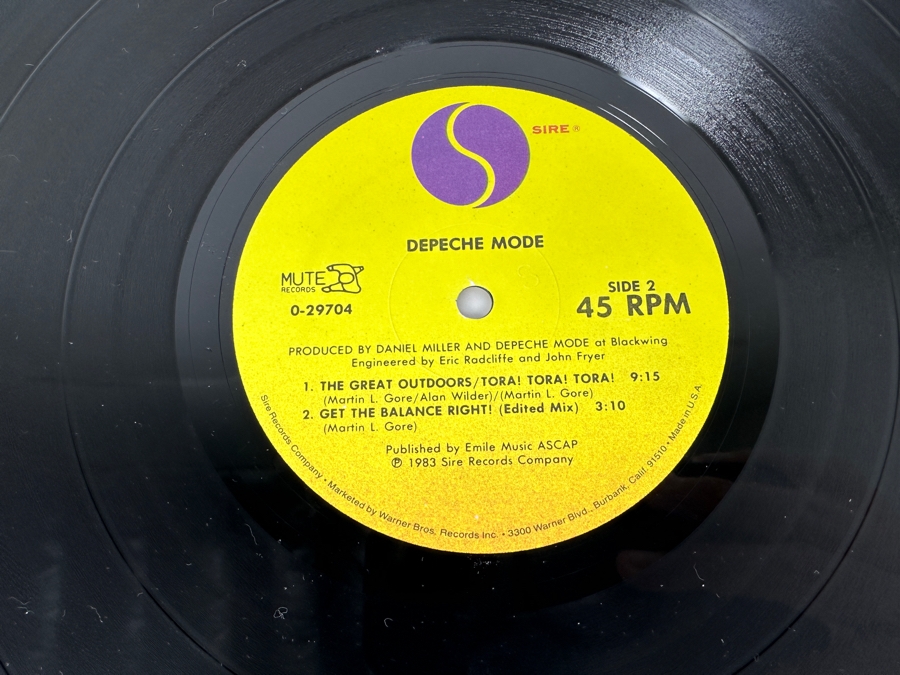 SIRE®
DEPECHE MODE
MUTE
RECORDS
0-29704
SIDE 2
45 RPM
PRODUCED BY DANIEL MILLER AND DEPECHE MODE at Blackwing
Engineered by Eric Radcliffe and John Fryer
1. THE GREAT OUTDOORS/TORA! TORA! TORA! 9:15
(Martin L. Gore/Alan Wilder)/(Martin L. Gore)
2. GET THE BALANCE RIGHT! (Edited Mix) 3:10
(Martin L. Gore)
Published by Emile Music ASCAP
℗ 1983 Sire Records Company
Sire Records Company • Marketed by Warner Bros. Records Inc. • 3300 Warner Blvd., Burbank, Calif. 91510 • Made in U.S.A.